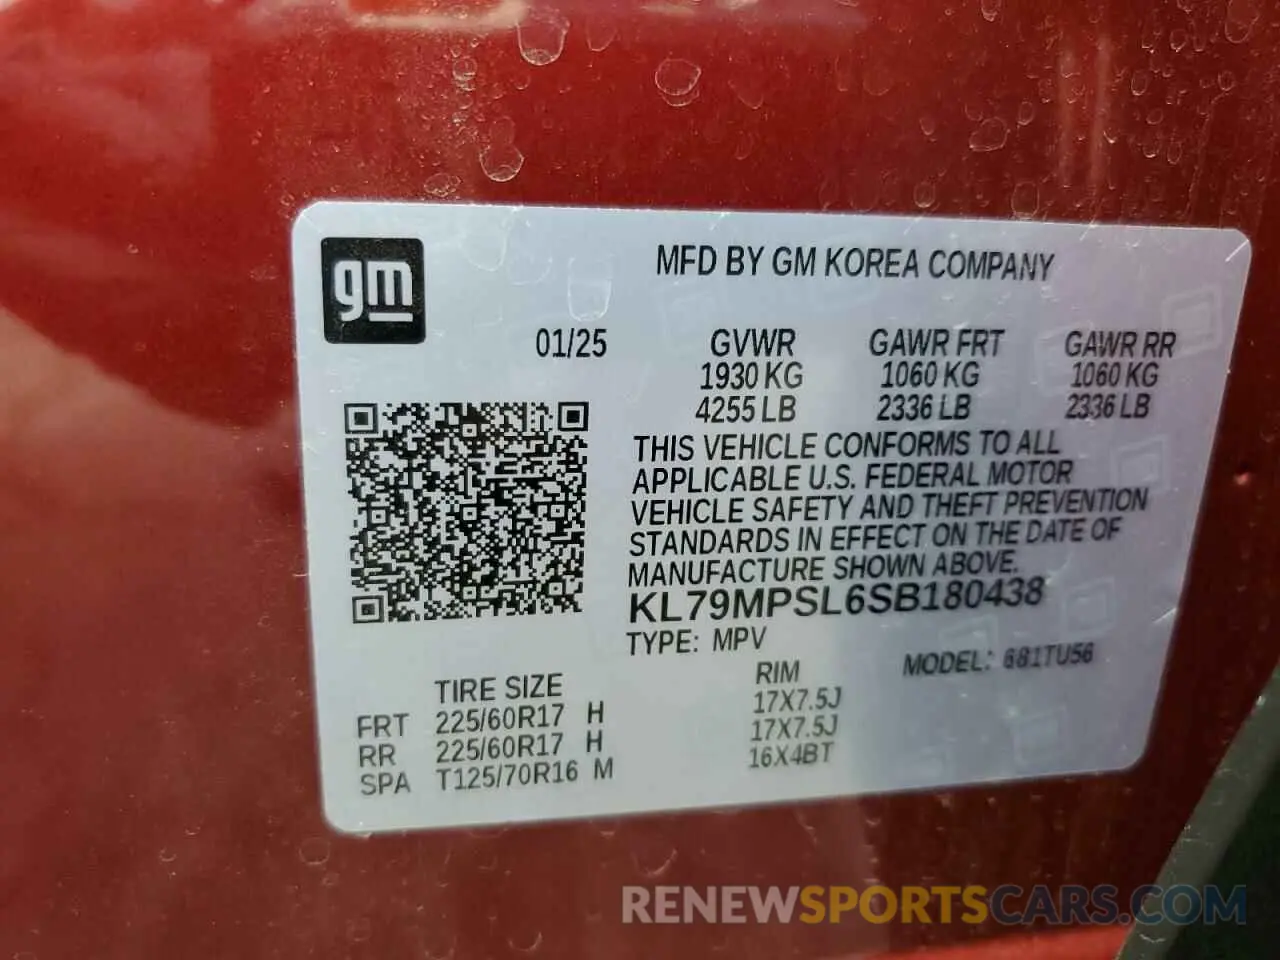 gm
MFD BY GM KOREA COMPANY
01/25 GVWR GAWR FRT GAWR RR
1930 KG 1060 KG 1060 KG
4255 LB 2336 LB 2336 LB
THIS VEHICLE CONFORMS TO ALL
APPLICABLE U.S. FEDERAL MOTOR
VEHICLE SAFETY AND THEFT PREVENTION
STANDARDS IN EFFECT ON THE DATE OF
MANUFACTURE SHOWN ABOVE.
KL79MPSL6SB180438
TYPE: MPV MODEL: 681TU56
TIRE SIZE RIM
FRT 225/60R17 H 17X7.5J
RR 225/60R17 H 17X7.5J
SPA T125/70R16 M 16X4BT
RENEWSPORTSCARS.COM